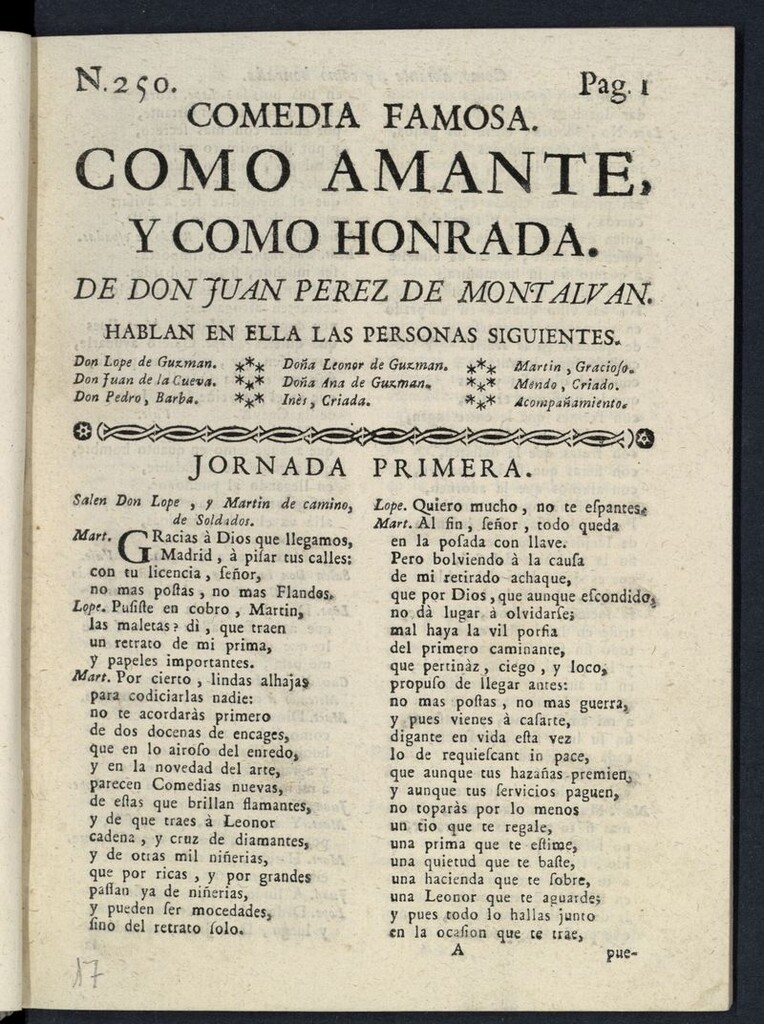 N.250.
Pag. 1
COMEDIA FAMOSA.
COMO AMANTE,
Y COMO HONRADA.
DE DON JUAN PEREZ DE MONTALVAN.
HABLAN EN ELLA LAS PERSONAS SIGUIENTES.
Don Lope de Guzman. *** Doña Leonor de Guzman. *** Martin, Gracioſo.
Don Juan de la Cueva. *** Doña Ana de Guzman. *** Mendo, Criado.
Don Pedro, Barba. *** Inès, Criada. *** Acompañamiento.
JORNADA PRIMERA.
Salen Don Lope, y Martin de camino,
de Soldados.
Mart. GRacias à Dios que llegamos,
Madrid, à piſar tus calles:
con tu licencia, ſeñor,
no mas poſtas, no mas Flandes.
Lope. Puſiſte en cobro, Martin,
las maletas? dì, que traen
un retrato de mi prima,
y papeles importantes.
Mart. Por cierto, lindas alhajas
para codiciarlas nadie:
no te acordaràs primero
de dos docenas de encages,
que en lo airoſo del enredo,
y en la novedad del arte,
parecen Comedias nuevas,
de eſtas que brillan flamantes,
y de que traes à Leonor
cadena, y cruz de diamantes,
y de otras mil niñerias,
que por ricas, y por grandes
paſſan ya de niñerias,
y pueden ſer mocedades,
ſino del retrato ſolo.
Lope. Quiero mucho, no te eſpantes.
Mart. Al fin, ſeñor, todo queda
en la poſada con llave.
Pero bolviendo à la cauſa
de mi retirado achaque,
que por Dios, que aunque eſcondido,
no dà lugar à olvidarſe;
mal haya la vil porfia
del primero caminante,
que pertinàz, ciego, y loco,
propuſo de llegar antes:
no mas poſtas, no mas guerra,
y pues vienes à caſarte,
digante en vida eſta vez
lo de requieſcant in pace,
que aunque tus hazañas premien,
y aunque tus ſervicios paguen,
no toparàs por lo menos
un tio que te regale,
una prima que te eſtime,
una quietud que te baſte,
una hacienda que te ſobre,
una Leonor que te aguarde;
y pues todo lo hallas junto
en la ocaſion que te trae,
A
pue-
17